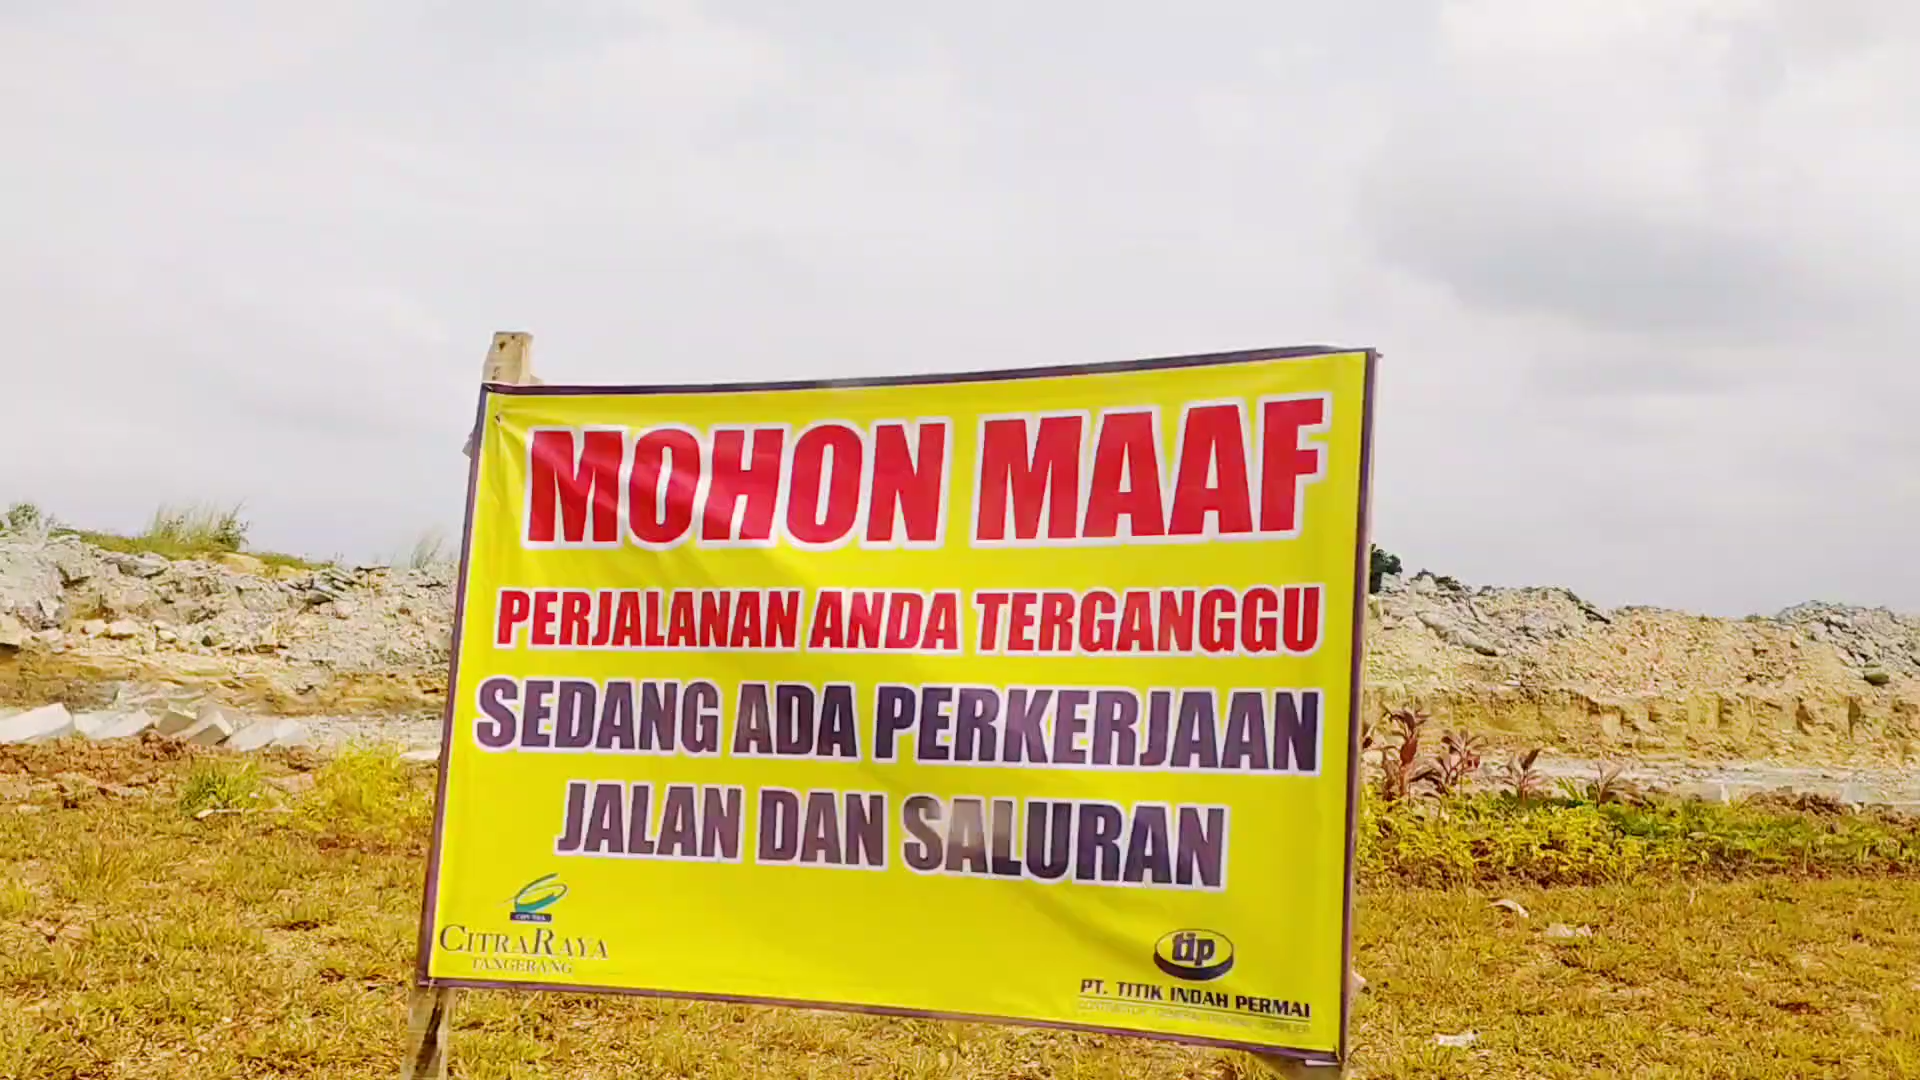 MOHON MAAF
PERJALANAN ANDA TERGANGGU
SEDANG ADA PERKERJAAN
JALAN DAN SALURAN
CITRARAYA
TANGERANG
tip
PT. TITIK INDAH PERMAI